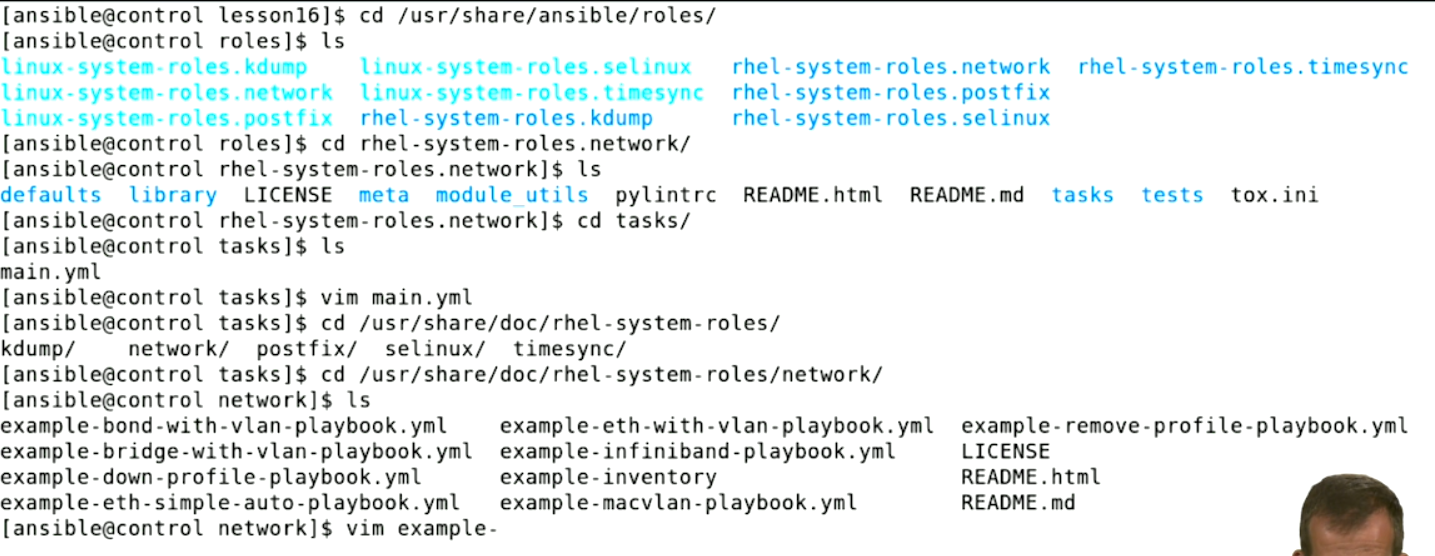 [ansible@control lesson16]$ cd /usr/share/ansible/roles/
[ansible@control roles]$ ls
linux-system-roles.kdump    linux-system-roles.selinux   rhel-system-roles.network  rhel-system-roles.timesync
linux-system-roles.network  linux-system-roles.timesync  rhel-system-roles.postfix
linux-system-roles.postfix  rhel-system-roles.kdump      rhel-system-roles.selinux
[ansible@control roles]$ cd rhel-system-roles.network/
[ansible@control rhel-system-roles.network]$ ls
defaults  library  LICENSE  meta  module_utils  pylintrc  README.html  README.md  tasks  tests  tox.ini
[ansible@control rhel-system-roles.network]$ cd tasks/
[ansible@control tasks]$ ls
main.yml
[ansible@control tasks]$ vim main.yml
[ansible@control tasks]$ cd /usr/share/doc/rhel-system-roles/
kdump/    network/  postfix/  selinux/  timesync/
[ansible@control tasks]$ cd /usr/share/doc/rhel-system-roles/network/
[ansible@control network]$ ls
example-bond-with-vlan-playbook.yml    example-eth-with-vlan-playbook.yml  example-remove-profile-playbook.yml
example-bridge-with-vlan-playbook.yml  example-infiniband-playbook.yml     LICENSE
example-down-profile-playbook.yml      example-inventory                   README.html
example-eth-simple-auto-playbook.yml   example-macvlan-playbook.yml        README.md
[ansible@control network]$ vim example-